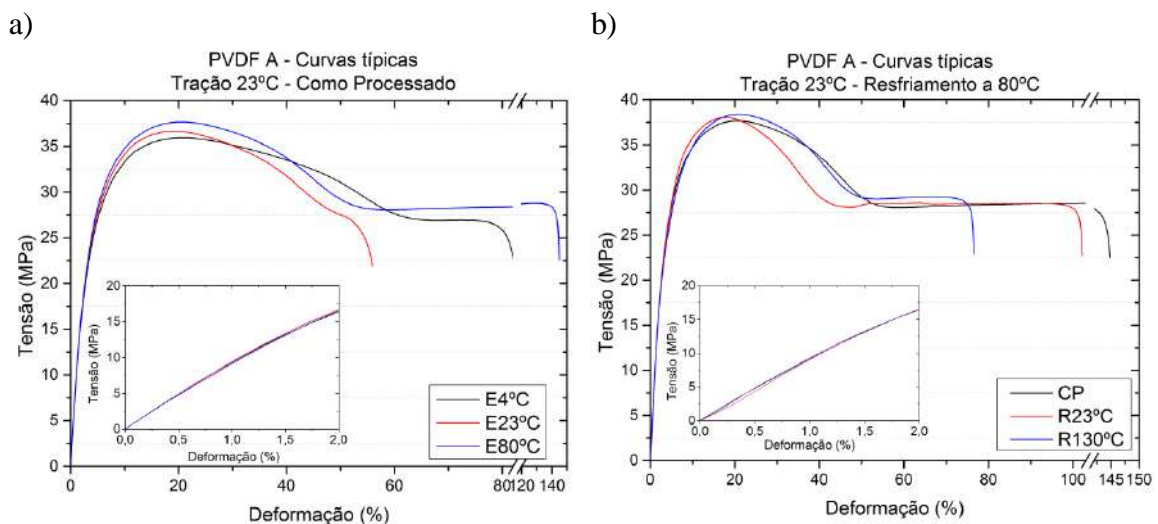 a)
PVDF A - Curvas típicas
Tração 23ºC - Como Processado
Tensão (MPa)
40
35
30
25
20
15
10
5
0
0 20 40 60 80 120 140
Deformação (%)
Tensão (MPa)
20
15
10
5
0
0,0 0,5 1,0 1,5 2,0
Deformação (%)
E4ºC
E23ºC
E80ºC
b)
PVDF A - Curvas típicas
Tração 23ºC - Resfriamento a 80ºC
Tensão (MPa)
40
35
30
25
20
15
10
5
0
0 20 40 60 80 100 145 150
Deformação (%)
Tensão (MPa)
20
15
10
5
0
0,0 0,5 1,0 1,5 2,0
Deformação (%)
CP
R23ºC
R130ºC